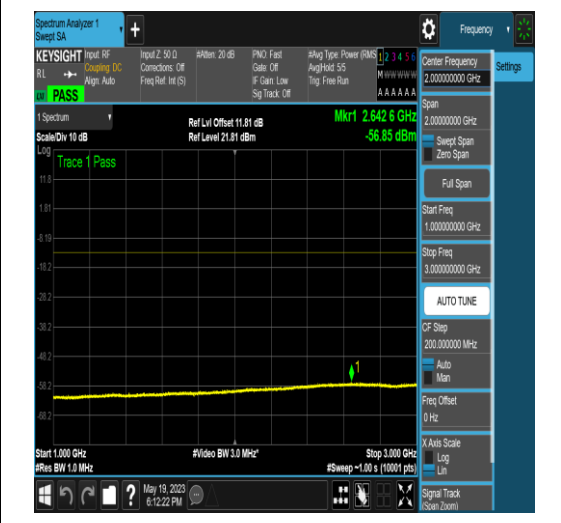 Spectrum Analyzer 1
Swept SA
+
Frequency
KEYSIGHT
RL
PASS
Input: RF
Coupling: DC
Align: Auto
Input Z: 50 Ω
Corrections: Off
Freq Ref: Int (S)
#Atten: 20 dB
PNO: Fast
Gate: Off
IF Gain: Low
Sig Track: Off
#Avg Type: Power (RMS
Avg|Hold: 5/5
Trig: Free Run
1 2 3 4 5 6
M W W W W W
A A A A A A
1 Spectrum
Scale/Div 10 dB
Ref Lvl Offset 11.81 dB
Ref Level 21.81 dBm
Mkr1 2.642 6 GHz
-56.85 dBm
Log
Trace 1 Pass
11.8
1.81
-8.19
-18.2
-28.2
-38.2
-48.2
-58.2
-68.2
1
Start 1.000 GHz
#Res BW 1.0 MHz
#Video BW 3.0 MHz*
Stop 3.000 GHz
#Sweep ~1.00 s (10001 pts)
?
May 19, 2023
6:12:22 PM
Center Frequency
2.000000000 GHz
Settings
Span
2.00000000 GHz
Swept Span
Zero Span
Full Span
Start Freq
1.000000000 GHz
Stop Freq
3.000000000 GHz
AUTO TUNE
CF Step
200.000000 MHz
Auto
Man
Freq Offset
0 Hz
X Axis Scale
Log
Lin
Signal Track
(Span Zoom)